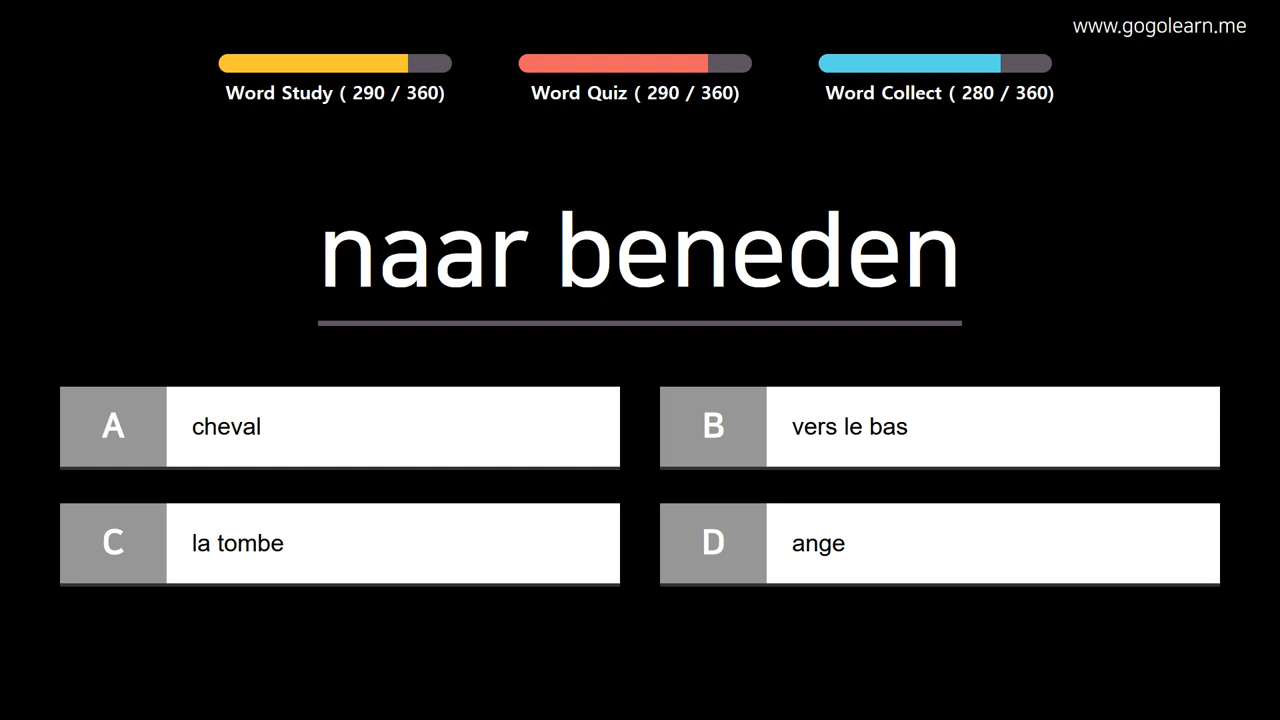 www.gogolearn.me
Word Study ( 290 / 360)
Word Quiz ( 290 / 360)
Word Collect ( 280 / 360)
naar beneden
A cheval
B vers le bas
C la tombe
D ange